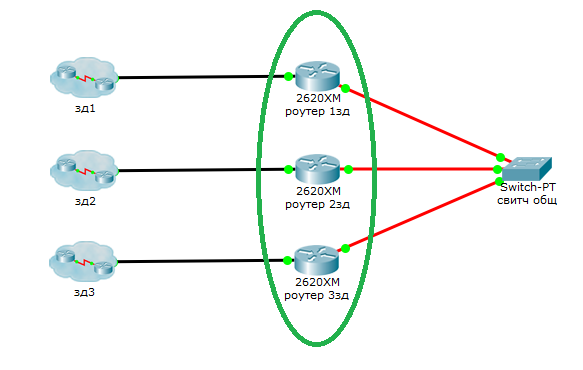 зд1
2620XM
роутер 1зд
зд2
2620XM
роутер 2зд
Switch-PT
свитч общ
зд3
2620XM
роутер 3зд